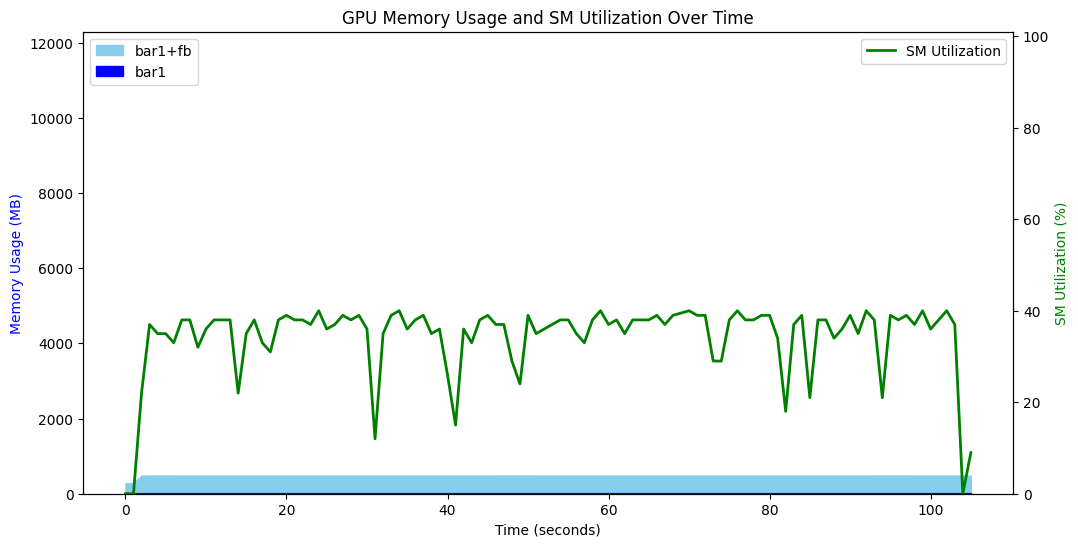 GPU Memory Usage and SM Utilization Over Time
bar1+fb
bar1
SM Utilization
12000
10000
8000
6000
4000
2000
0
Memory Usage (MB)
100
80
60
40
20
0
SM Utilization (%)
0 20 40 60 80 100
Time (seconds)